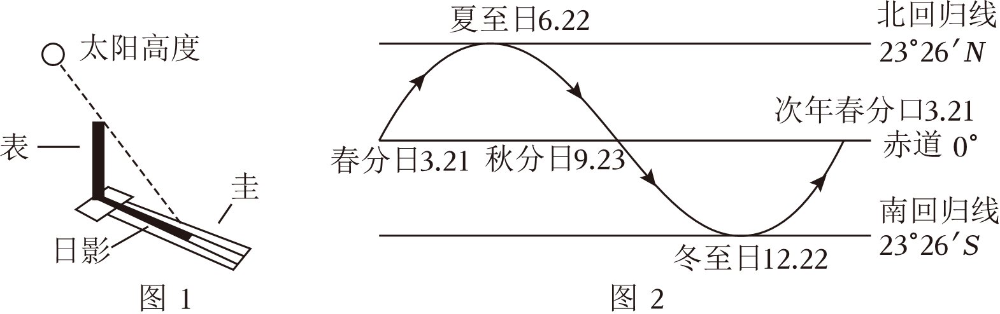 太阳高度
表
圭
日影
图 1
夏至日6.22
北回归线
23°26′N
次年春分口3.21
赤道 0°
春分日3.21
秋分日9.23
南回归线
23°26′S
冬至日12.22
图 2